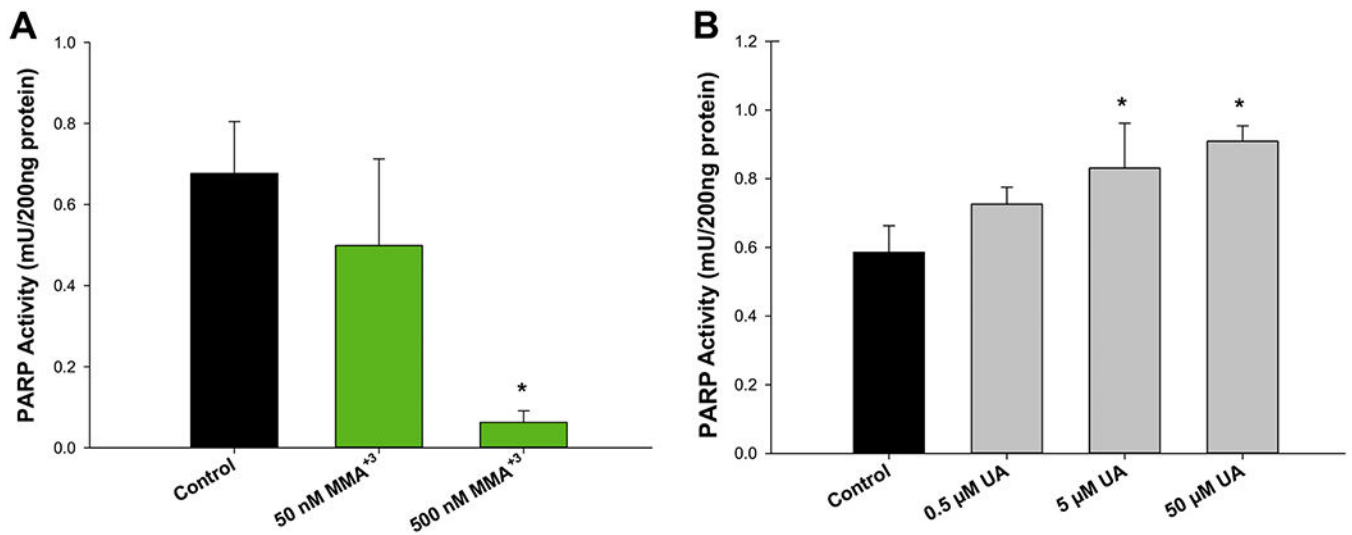 A
PARP Activity (mU/200ng protein)
1.0
0.8
0.6
0.4
0.2
0.0
*
Control
50 nM MMA⁺³
500 nM MMA⁺³
B
PARP Activity (mU/200ng protein)
1.2
1.0
0.8
0.6
0.4
0.2
0.0
*
*
Control
0.5 µM UA
5 µM UA
50 µM UA